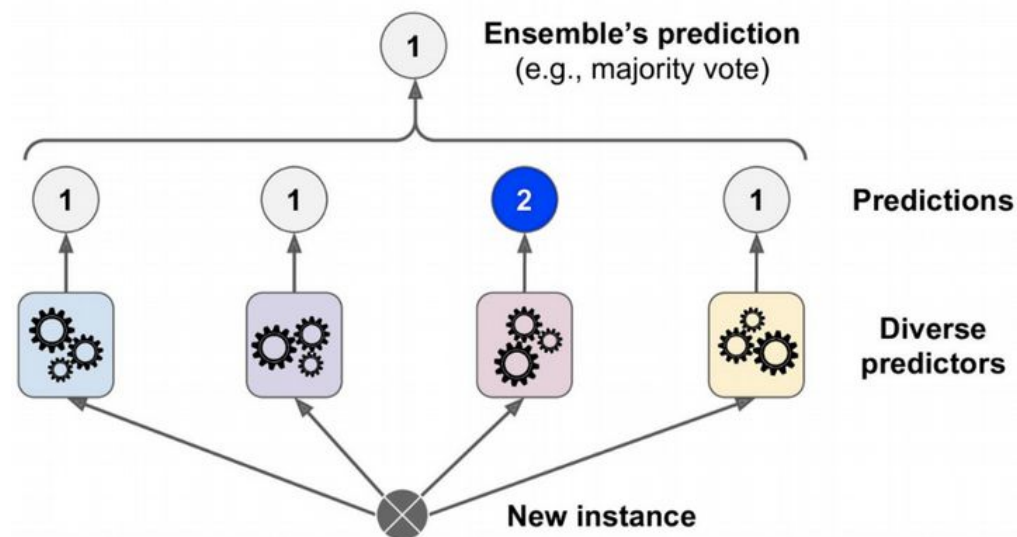 1
Ensemble’s prediction
(e.g., majority vote)
1
1
2
1
Predictions
Diverse
predictors
New instance